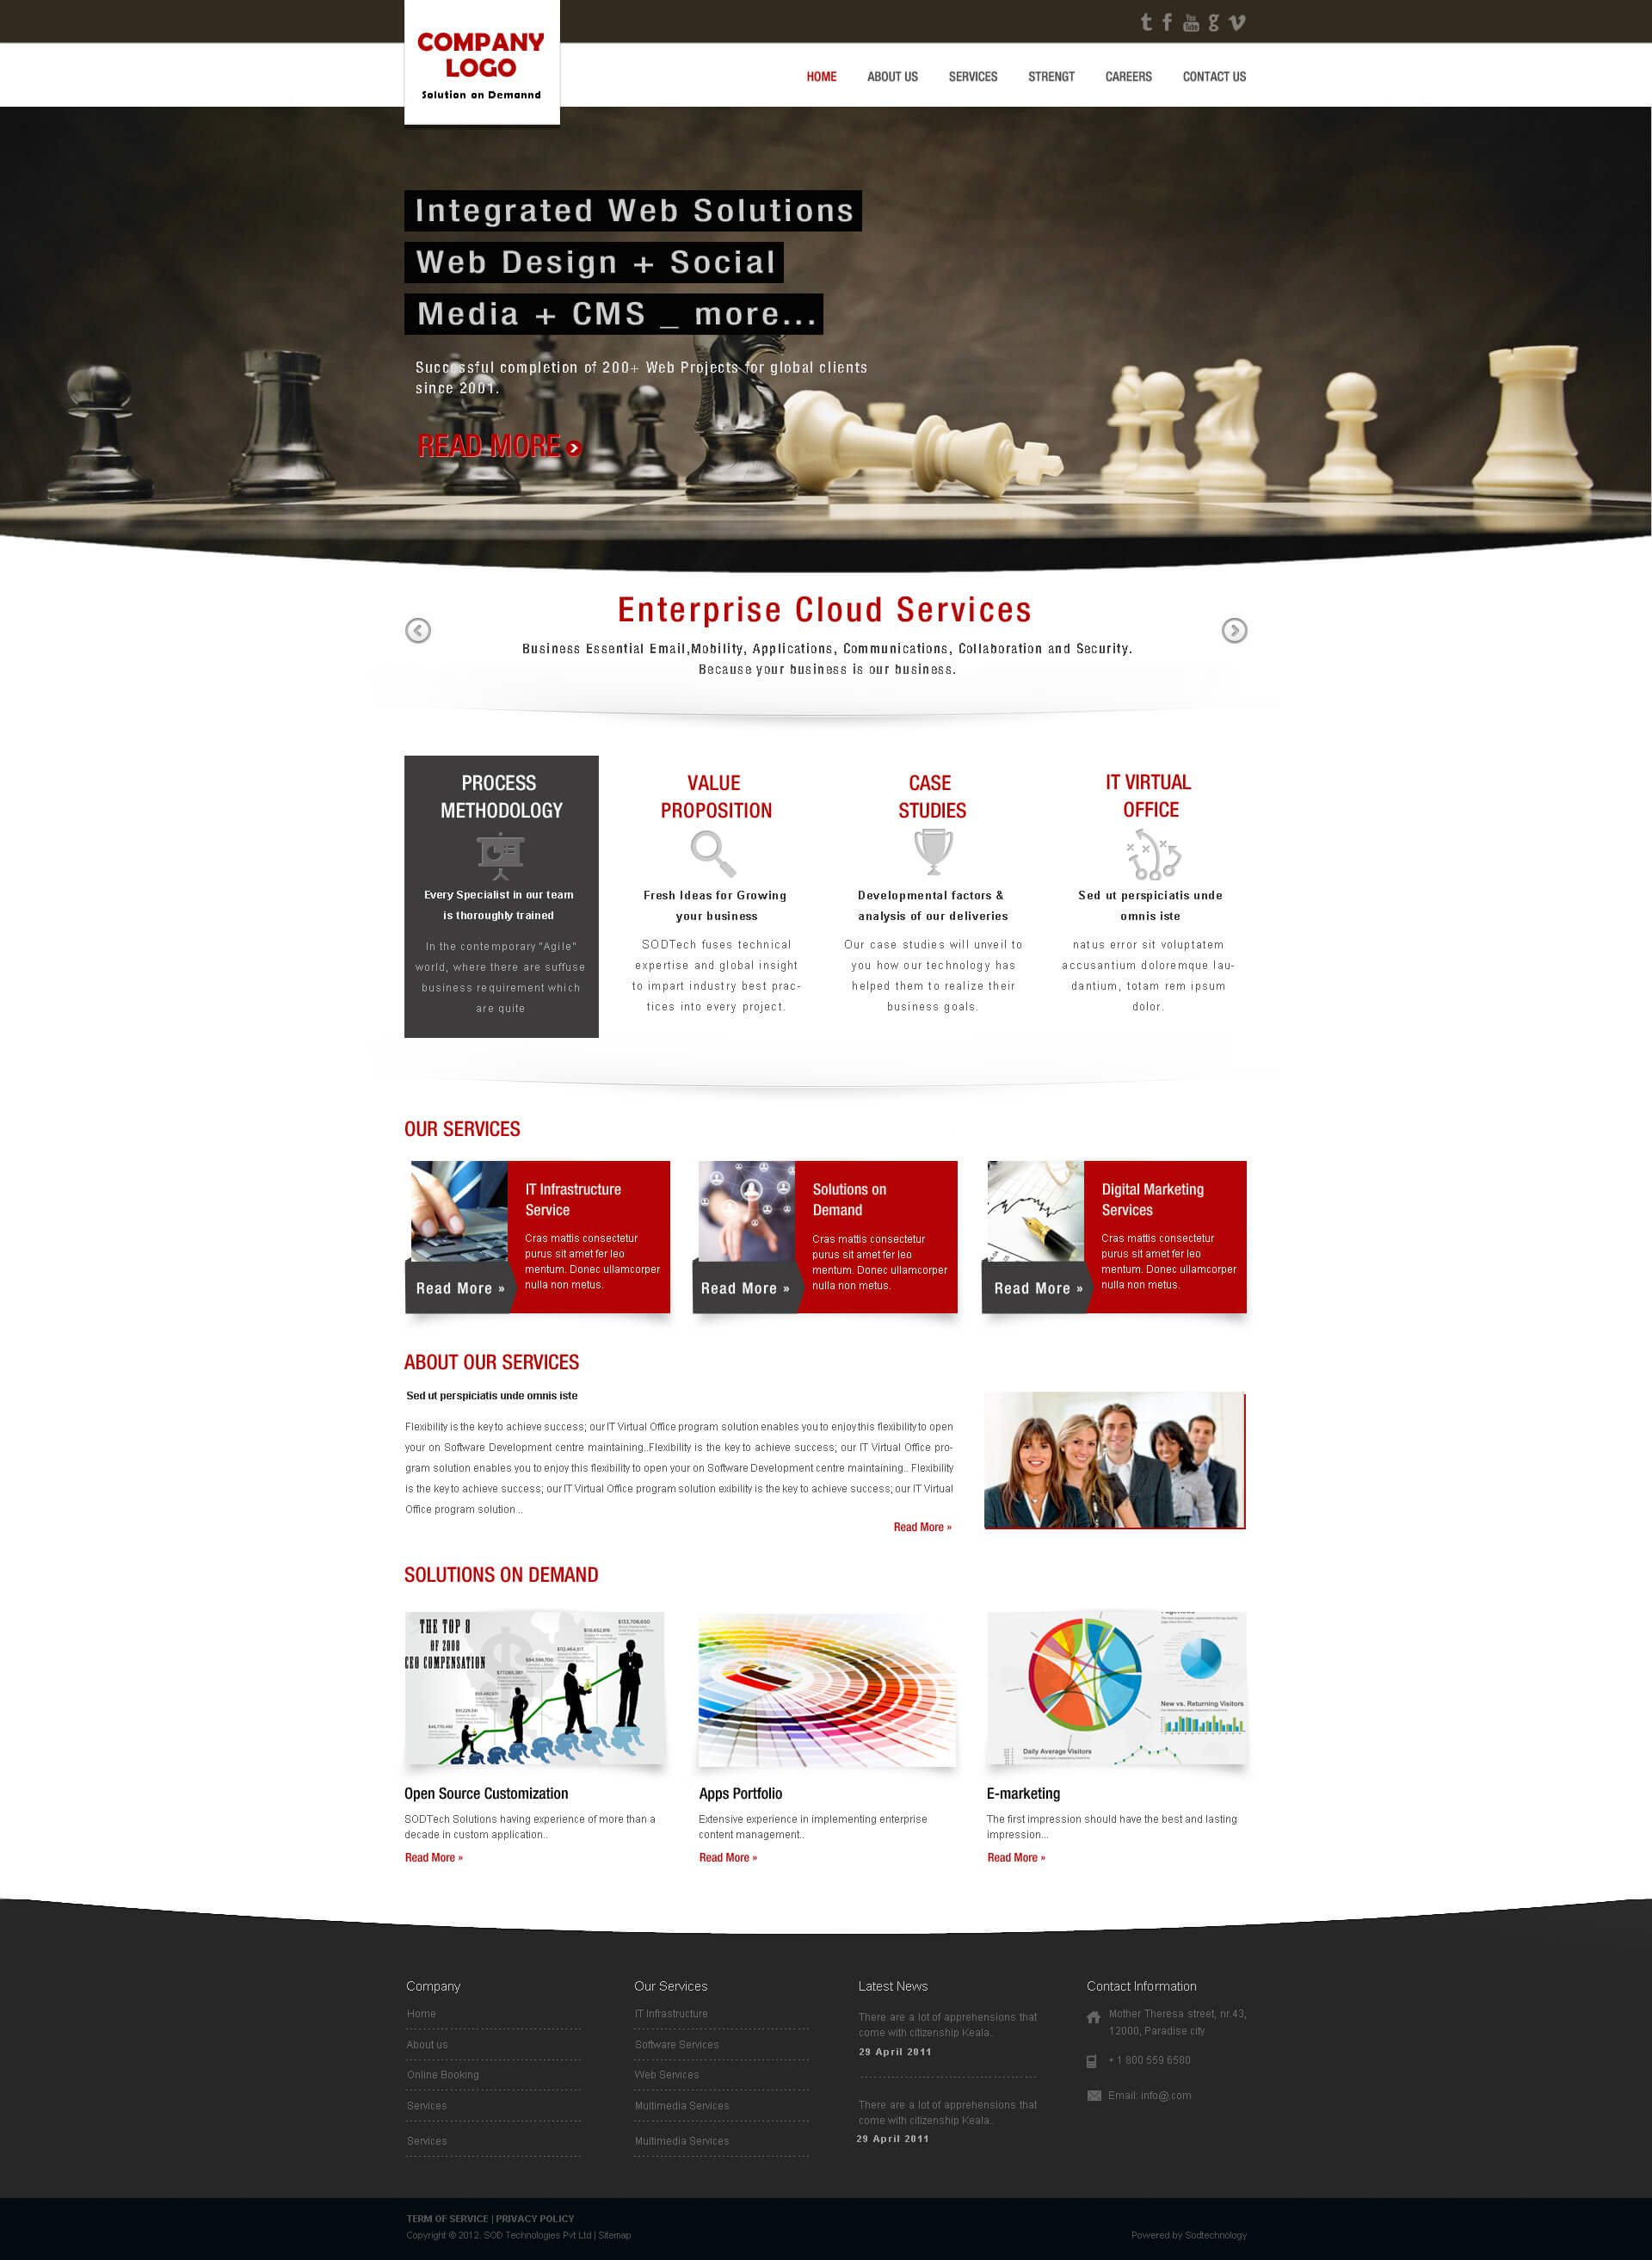 COMPANY
LOGO
Solution on Demannd
HOME ABOUT US SERVICES STRENGT CAREERS CONTACT US
Integrated Web Solutions
Web Design + Social
Media + CMS _ more...
Successful completion of 200+ Web Projects for global clients
since 2001.
READ MORE
Enterprise Cloud Services
Business Essential Email,Mobility, Applications, Communications, Collaboration and Security.
Because your business is our business.
PROCESS
METHODOLOGY
Every Specialist in our team
is thoroughly trained
In the contemporary "Agile"
world, where there are suffuse
business requirement which
are quite
VALUE
PROPOSITION
Fresh Ideas for Growing
your business
SODTech fuses technical
expertise and global insight
to impart industry best prac-
tices into every project.
CASE
STUDIES
Developmental factors &
analysis of our deliveries
Our case studies will unveil to
you how our technology has
helped them to realize their
business goals.
IT VIRTUAL
OFFICE
Sed ut perspiciatis unde
omnis iste
natus error sit voluptatem
accusantium doloremque lau-
dantium, totam rem ipsum
dolor.
OUR SERVICES
IT Infrastructure
Service
Cras mattis consectetur
purus sit amet fer leo
mentum. Donec ullamcorper
nulla non metus.
Read More »
Solutions on
Demand
Cras mattis consectetur
purus sit amet fer leo
mentum. Donec ullamcorper
nulla non metus.
Read More »
Digital Marketing
Services
Cras mattis consectetur
purus sit amet fer leo
mentum. Donec ullamcorper
nulla non metus.
Read More »
ABOUT OUR SERVICES
Sed ut perspiciatis unde omnis iste
Flexibility is the key to achieve success; our IT Virtual Office program solution enables you to enjoy this flexibility to open
your on Software Development centre maintaining..Flexibility is the key to achieve success; our IT Virtual Office pro-
gram solution enables you to enjoy this flexibility to open your on Software Development centre maintaining.. Flexibility
is the key to achieve success; our IT Virtual Office program solution exibility is the key to achieve success; our IT Virtual
Office program solution ..
Read More »
SOLUTIONS ON DEMAND
THE TOP 8
OF 2008
CEO COMPENSATION
New vs. Returning Visitors
Daily Average Visitors
Open Source Customization
SODTech Solutions having experience of more than a
decade in custom application..
Read More »
Apps Portfolio
Extensive experience in implementing enterprise
content management..
Read More »
E-marketing
The first impression should have the best and lasting
impression...
Read More »
Company
Home
About us
Online Booking
Services
Services
Our Services
IT Infrastructure
Software Services
Web Services
Multimedia Services
Multimedia Services
Latest News
There are a lot of apprehensions that
come with citizenship Keala..
29 April 2011
There are a lot of apprehensions that
come with citizenship Keala..
29 April 2011
Contact Information
Mother Theresa street, nr.43,
12000, Paradise city
+ 1 800 559 6580
Email: info@.com
TERM OF SERVICE | PRIVACY POLICY
Copyright © 2012. SOD Technologies Pvt Ltd | Sitemap
Powered by Sodtechnology